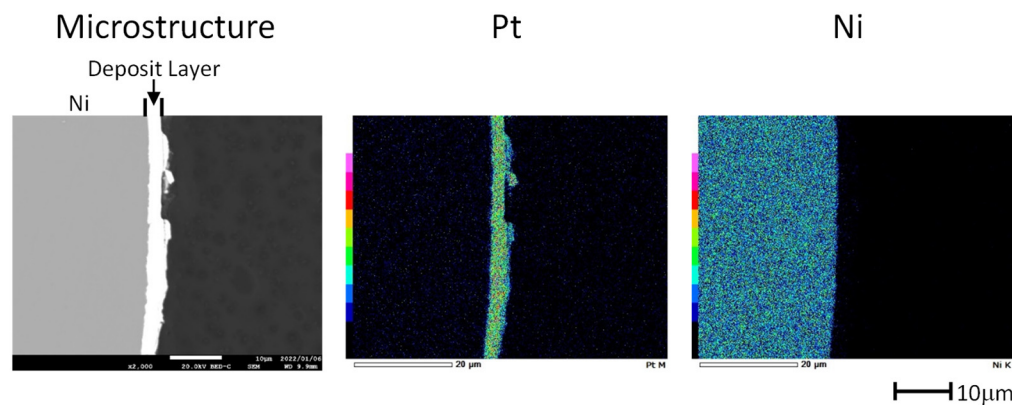 Microstructure
Pt
Ni
Deposit Layer
Ni
10µm 2022/01/06
x2,000 20.0kV BED-C SEM WD 9.9mm
20 µm Pt M
20 µm Ni K
10µm